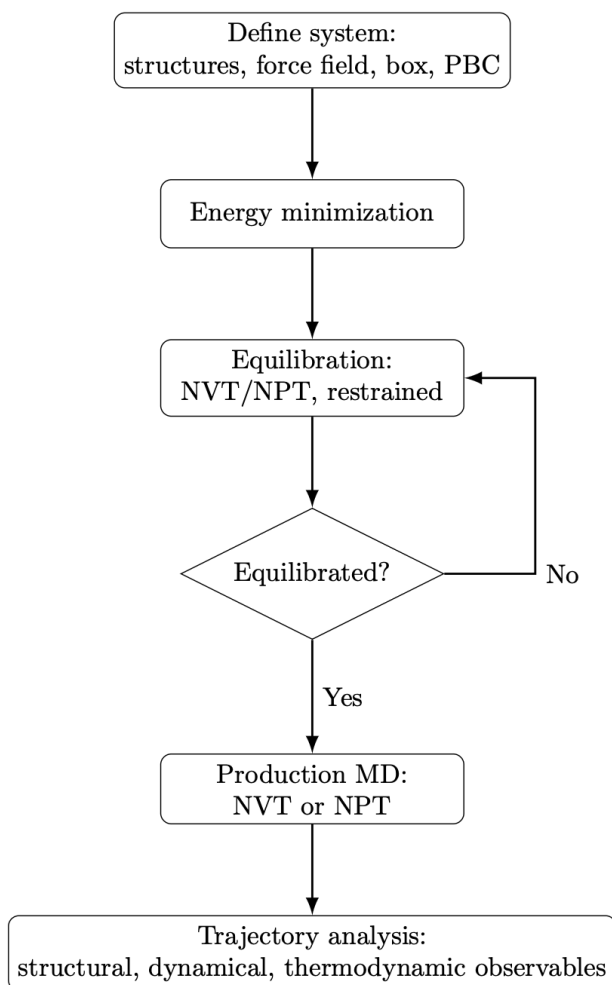 Define system:
structures, force field, box, PBC
Energy minimization
Equilibration:
NVT/NPT, restrained
Equilibrated?
No
Yes
Production MD:
NVT or NPT
Trajectory analysis:
structural, dynamical, thermodynamic observables